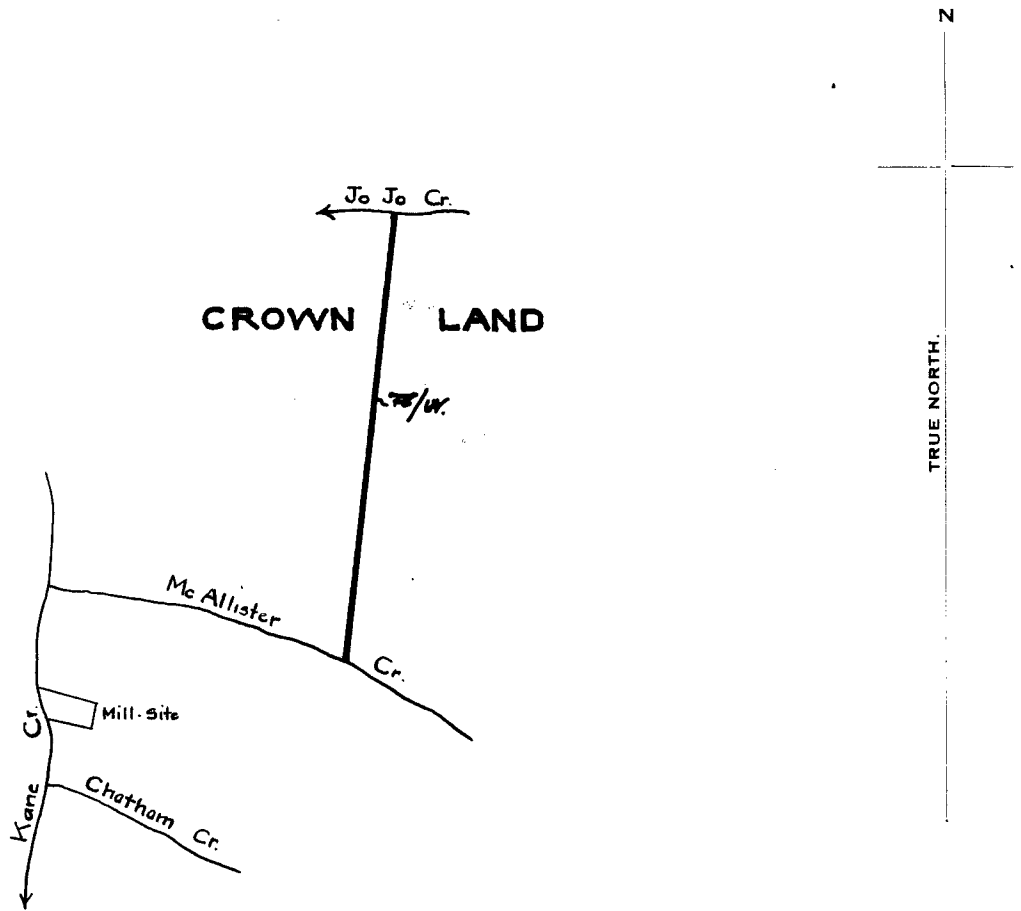 N
Jo Jo Cr.
CROWN LAND
TRUE NORTH.
Mc Allister Cr.
Mill-Site
Kane Cr.
Chatham Cr.